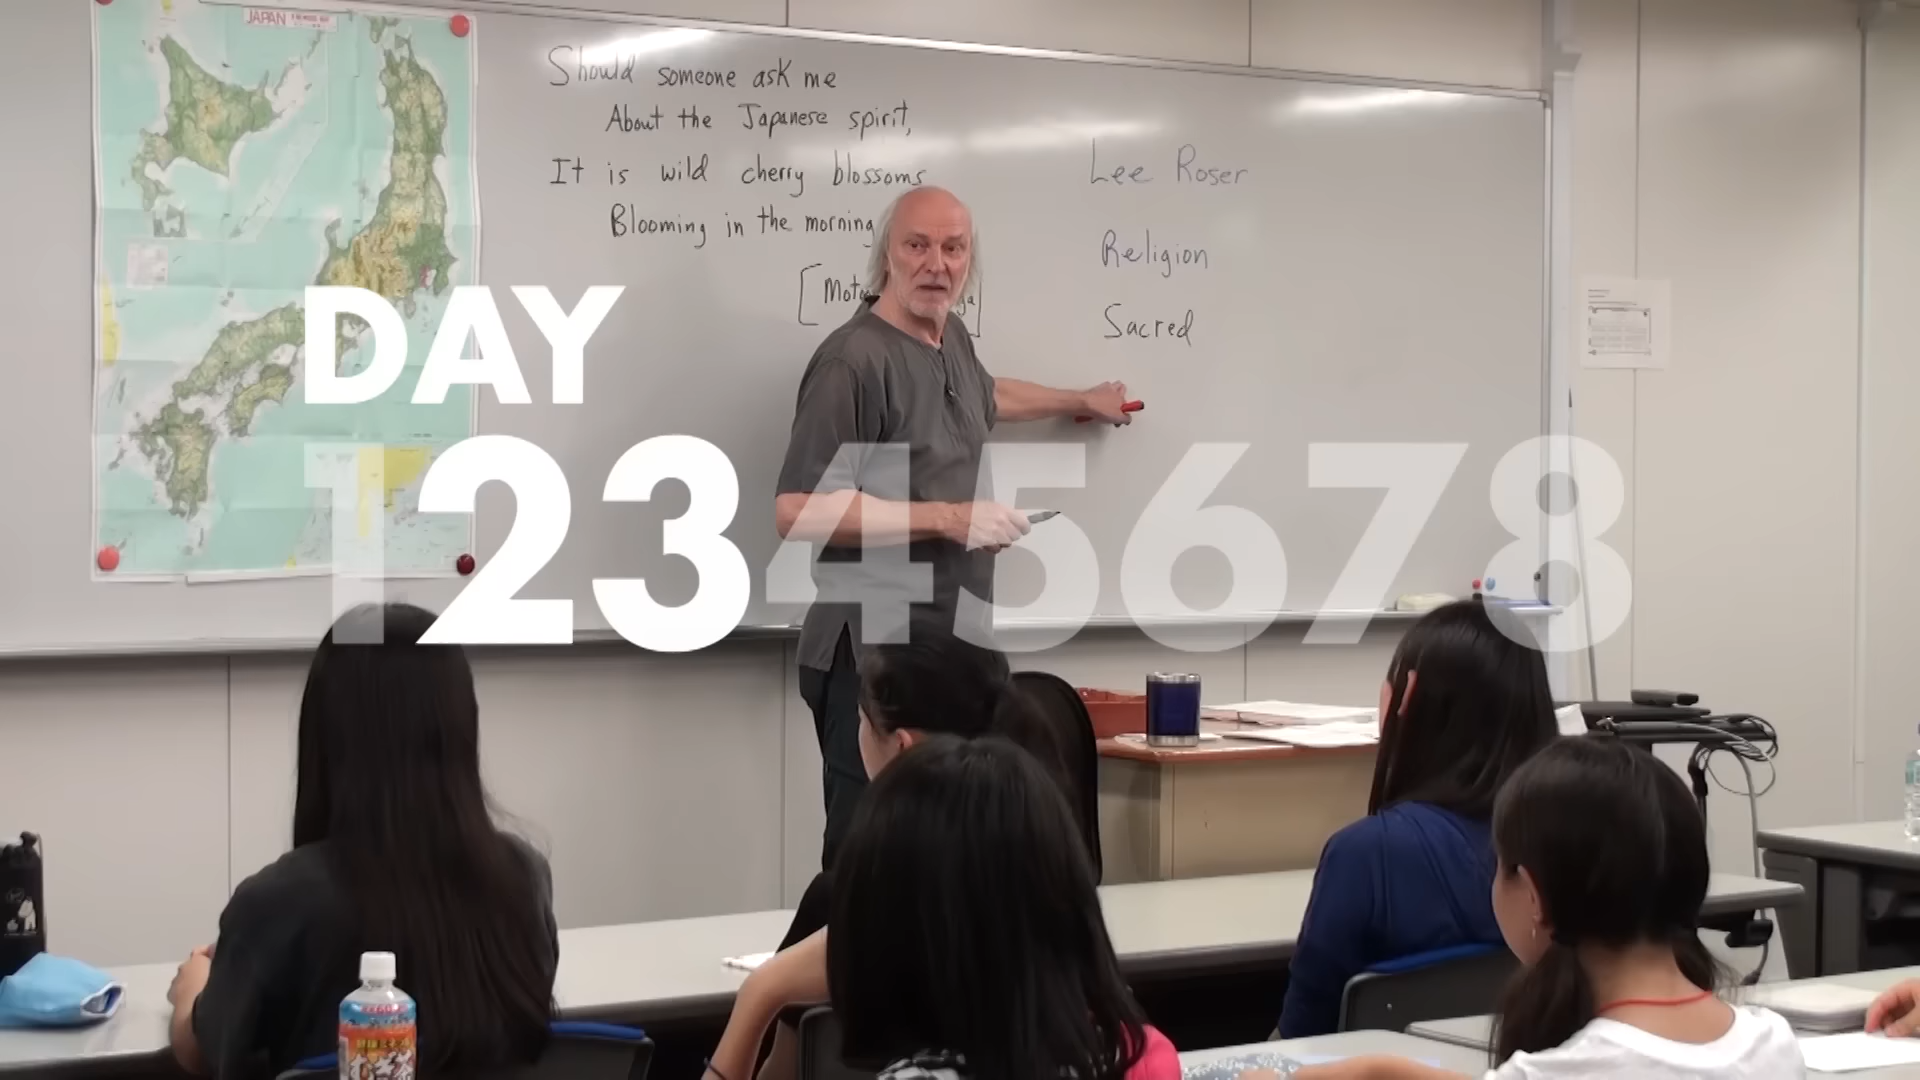 JAPAN
Should someone ask me
About the Japanese spirit,
It is wild cherry blossoms
Blooming in the morning
Lee Roser
Religion
Sacred
DAY
12345678